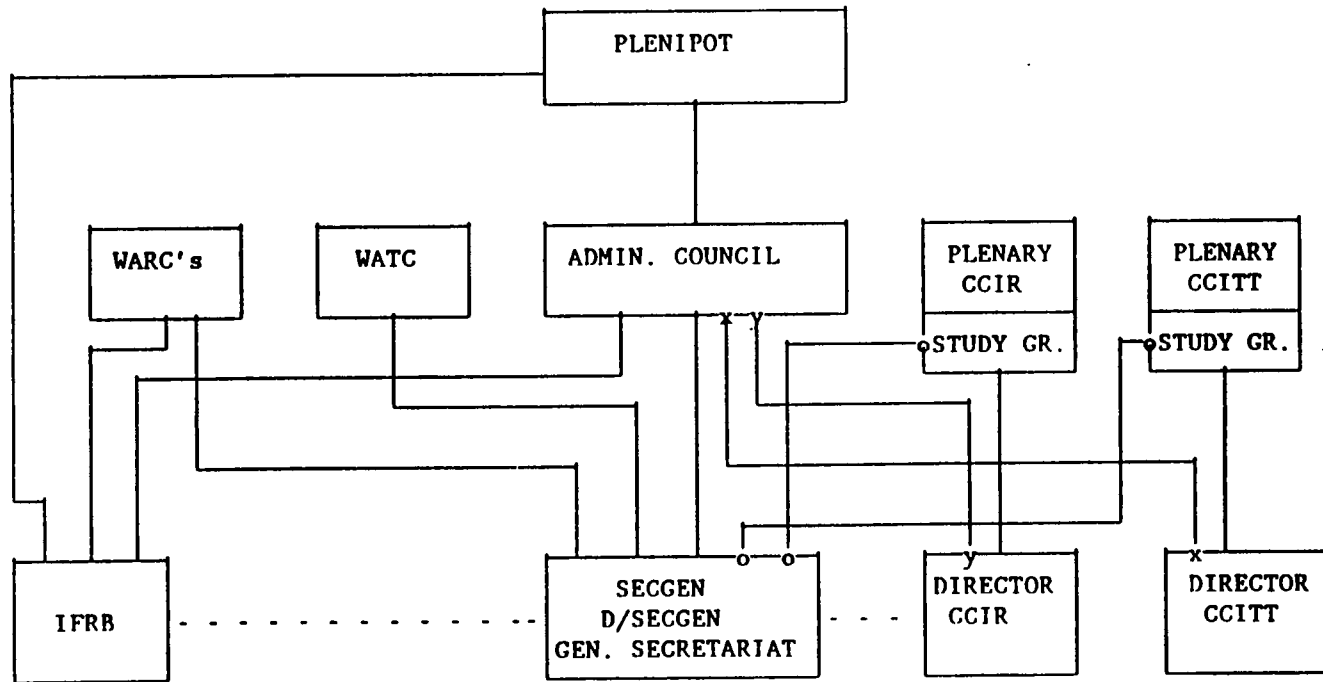 PLENIPOT
WARC's
WATC
ADMIN. COUNCIL
PLENARY
CCIR
STUDY GR.
PLENARY
CCITT
STUDY GR.
x y
o o
y
x
IFRB
SECGEN
D/SECGEN
GEN. SECRETARIAT
DIRECTOR
CCIR
DIRECTOR
CCITT